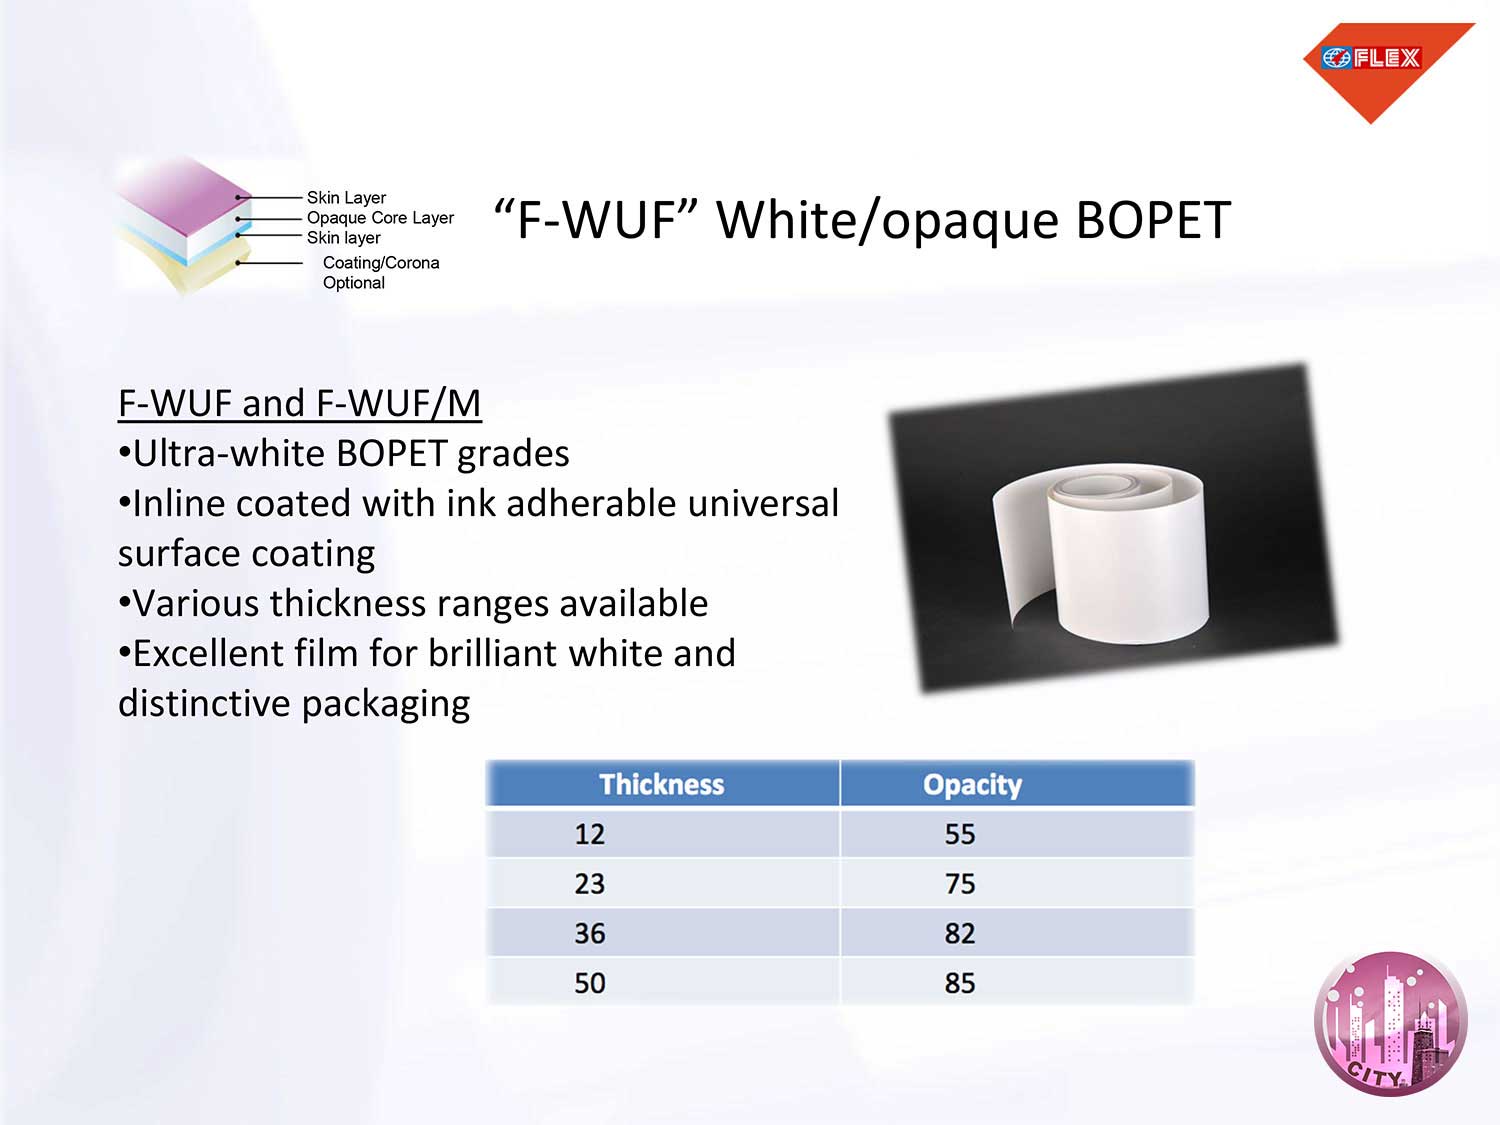 FLEX
Skin Layer
Opaque Core Layer
Skin layer
Coating/Corona
Optional
“F-WUF” White/opaque BOPET
F-WUF and F-WUF/M
•Ultra-white BOPET grades
•Inline coated with ink adherable universal
surface coating
•Various thickness ranges available
•Excellent film for brilliant white and
distinctive packaging
Thickness Opacity
12 55
23 75
36 82
50 85
CITY